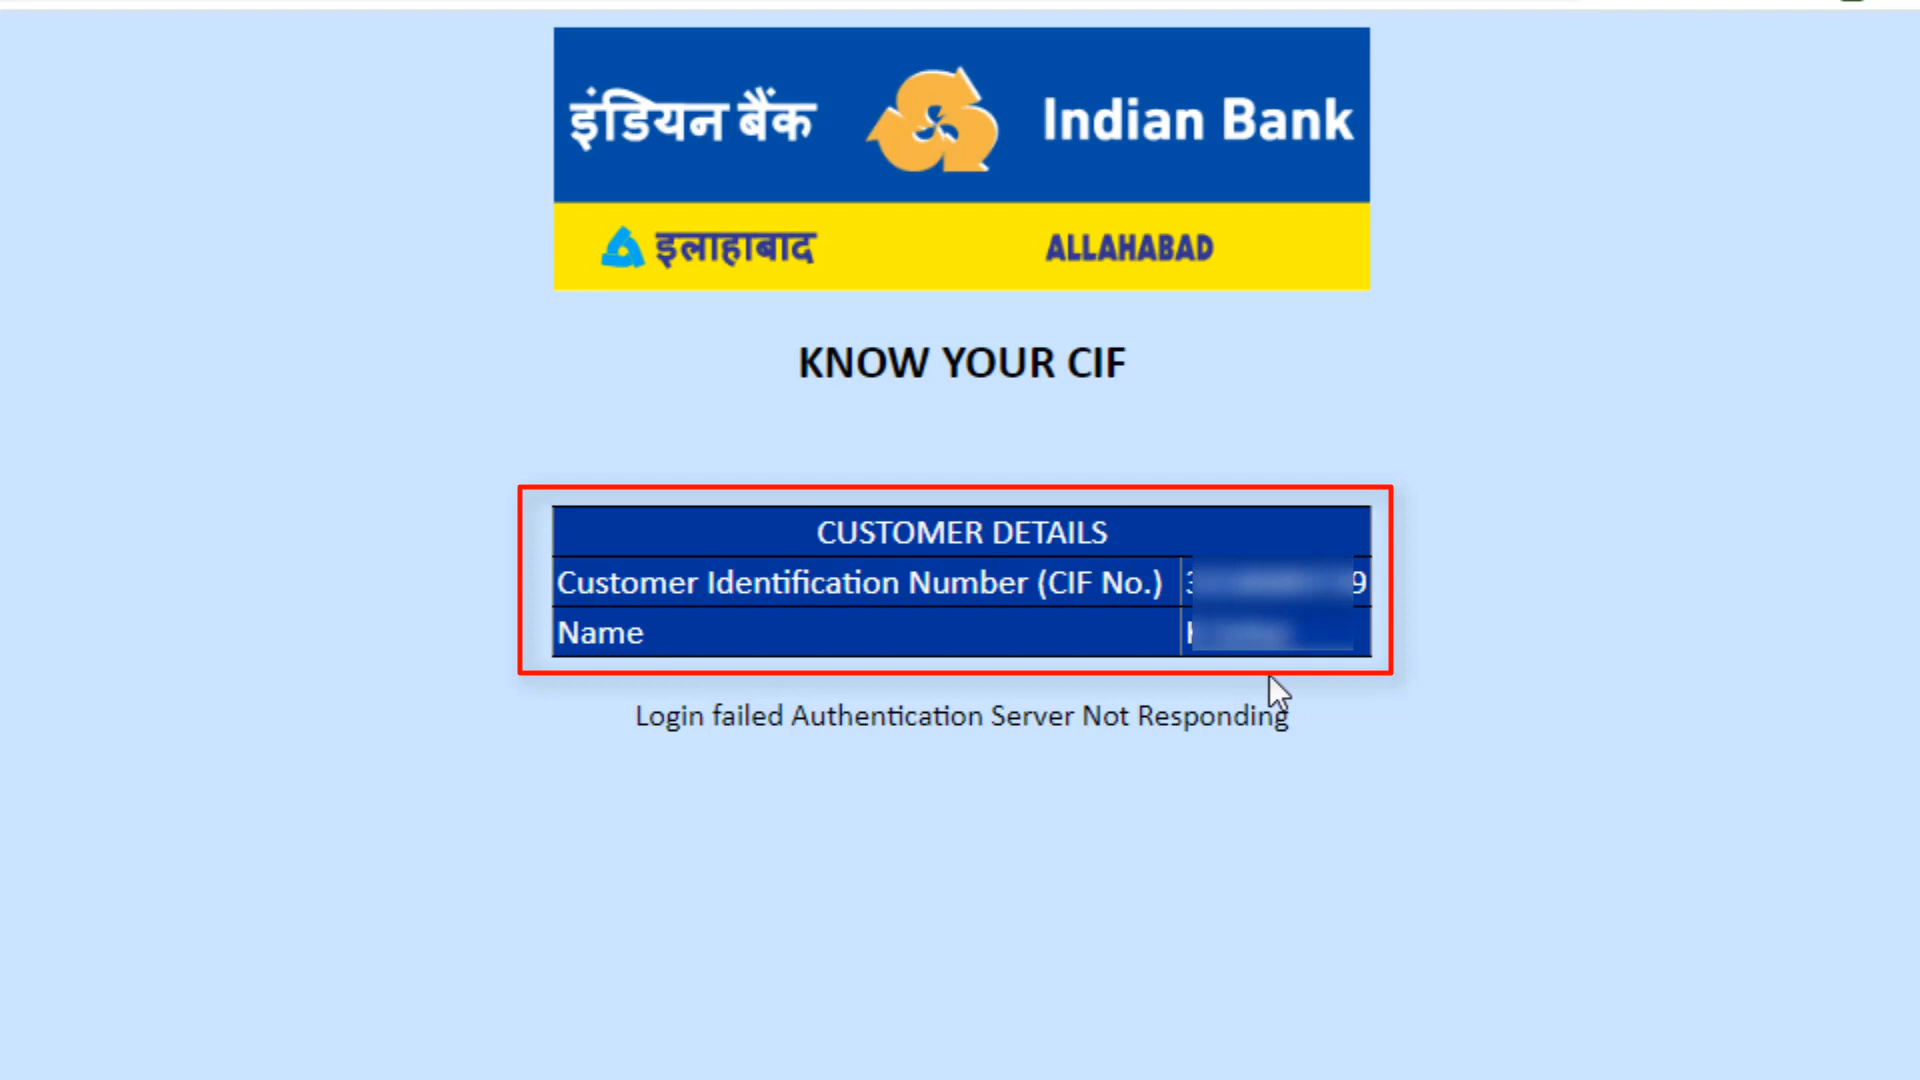 इंडियन बैंक Indian Bank
इलाहाबाद ALLAHABAD
KNOW YOUR CIF
CUSTOMER DETAILS
Customer Identification Number (CIF No.)
Name
Login failed Authentication Server Not Responding